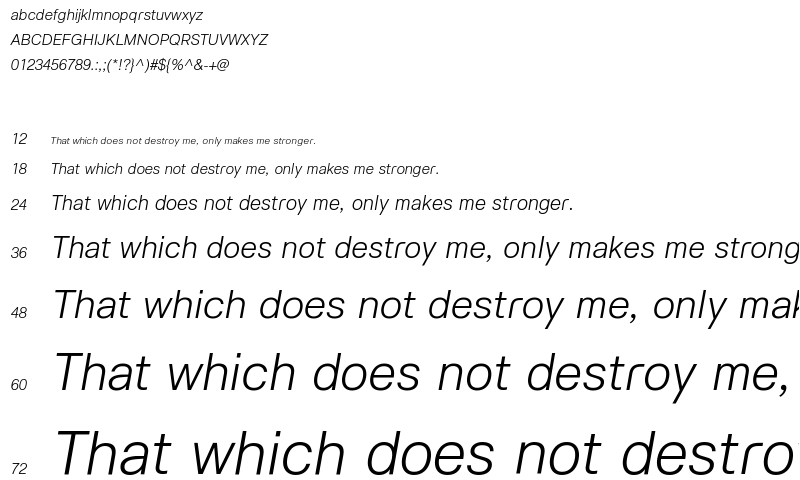 abcdefghijklmnopqrstuvwxyz
ABCDEFGHIJKLMNOPQRSTUVWXYZ
0123456789.:,;(*!?}^)#${%^&-+@
12 That which does not destroy me, only makes me stronger.
18 That which does not destroy me, only makes me stronger.
24 That which does not destroy me, only makes me stronger.
36 That which does not destroy me, only makes me strong
48 That which does not destroy me, only mak
60 That which does not destroy me,
72 That which does not destro